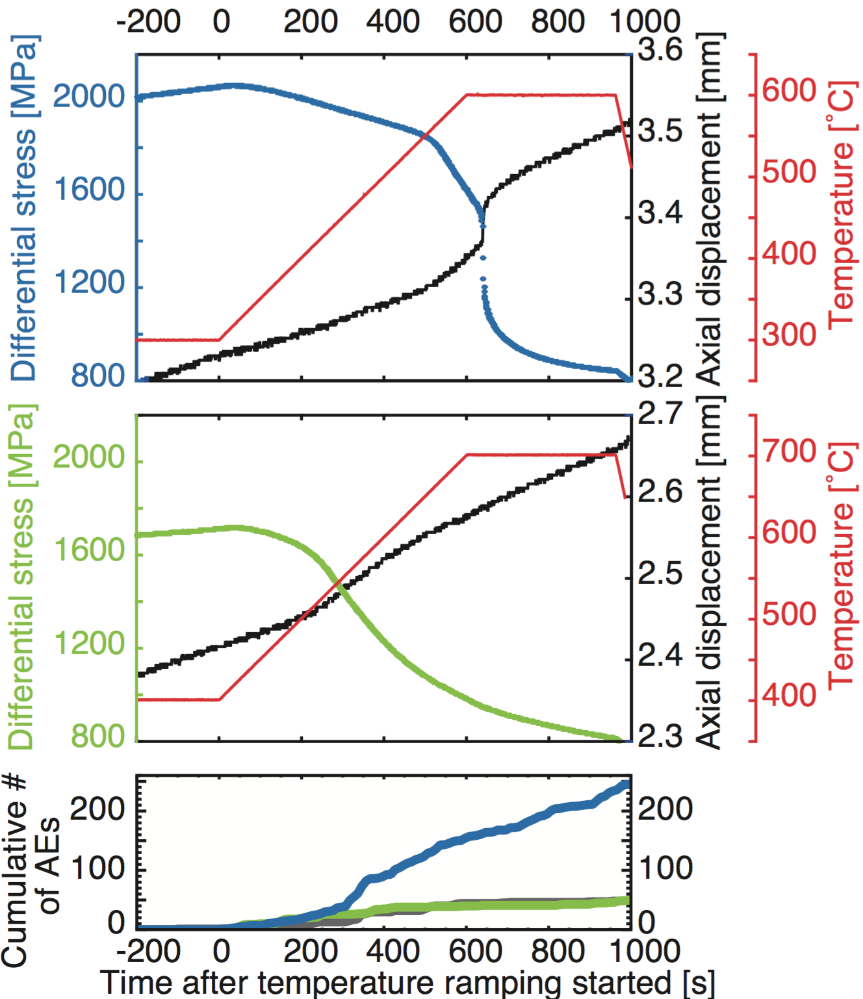 -200 0 200 400 600 800 1000
Differential stress [MPa]
2000
1600
1200
800
3.6
3.5
3.4
3.3
3.2
Axial displacement [mm]
600
500
400
300
Temperature [˚C]
Differential stress [MPa]
2000
1600
1200
800
2.7
2.6
2.5
2.4
2.3
Axial displacement [mm]
700
600
500
400
Temperature [˚C]
Cumulative #
of AEs
200
100
0
200
100
0
-200 0 200 400 600 800 1000
Time after temperature ramping started [s]